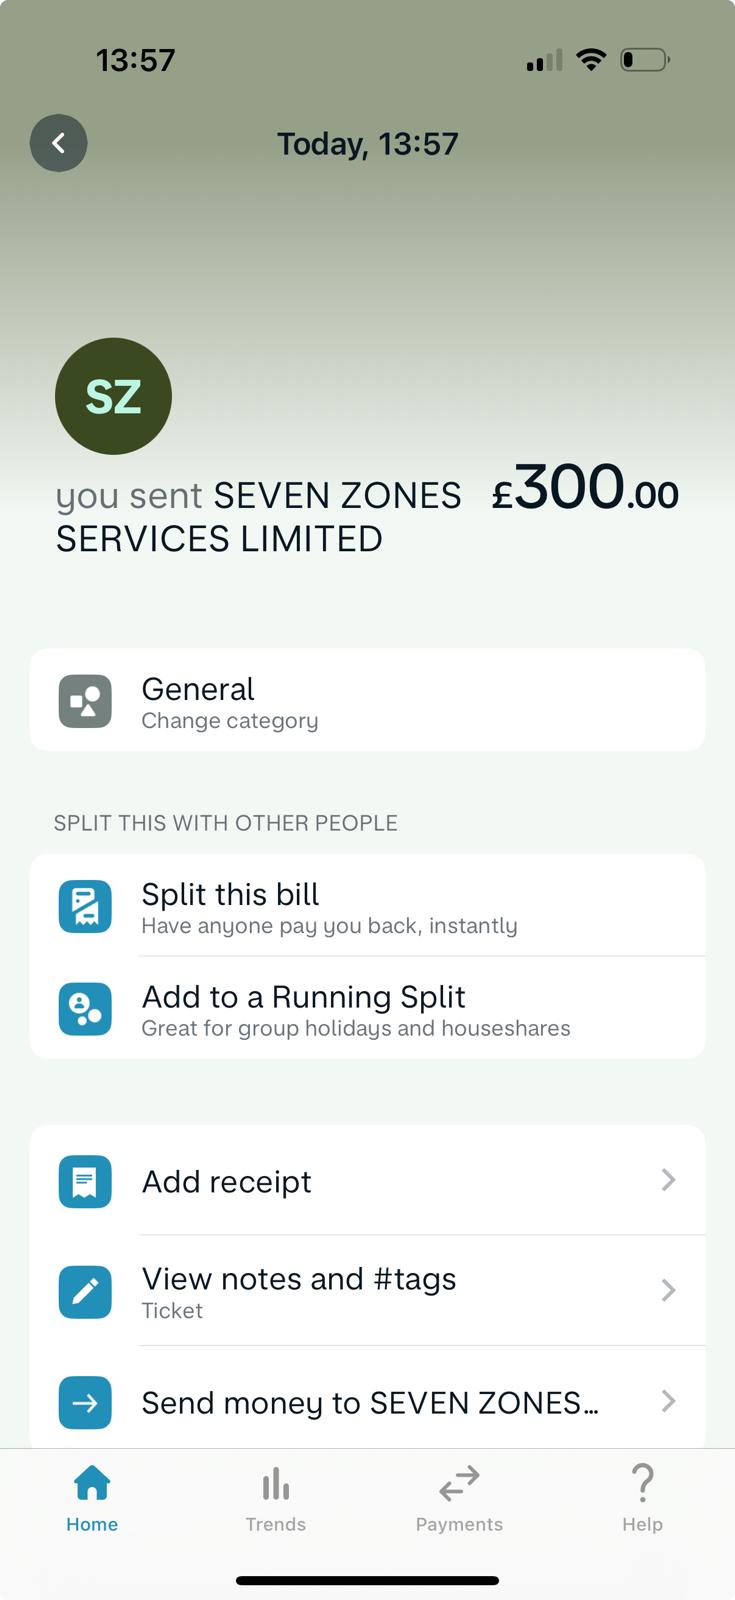 13:57
Today, 13:57
SZ
you sent SEVEN ZONES £300.00
SERVICES LIMITED
General
Change category
SPLIT THIS WITH OTHER PEOPLE
Split this bill
Have anyone pay you back, instantly
Add to a Running Split
Great for group holidays and houseshares
Add receipt
View notes and #tags
Ticket
Send money to SEVEN ZONES...
Home Trends Payments Help